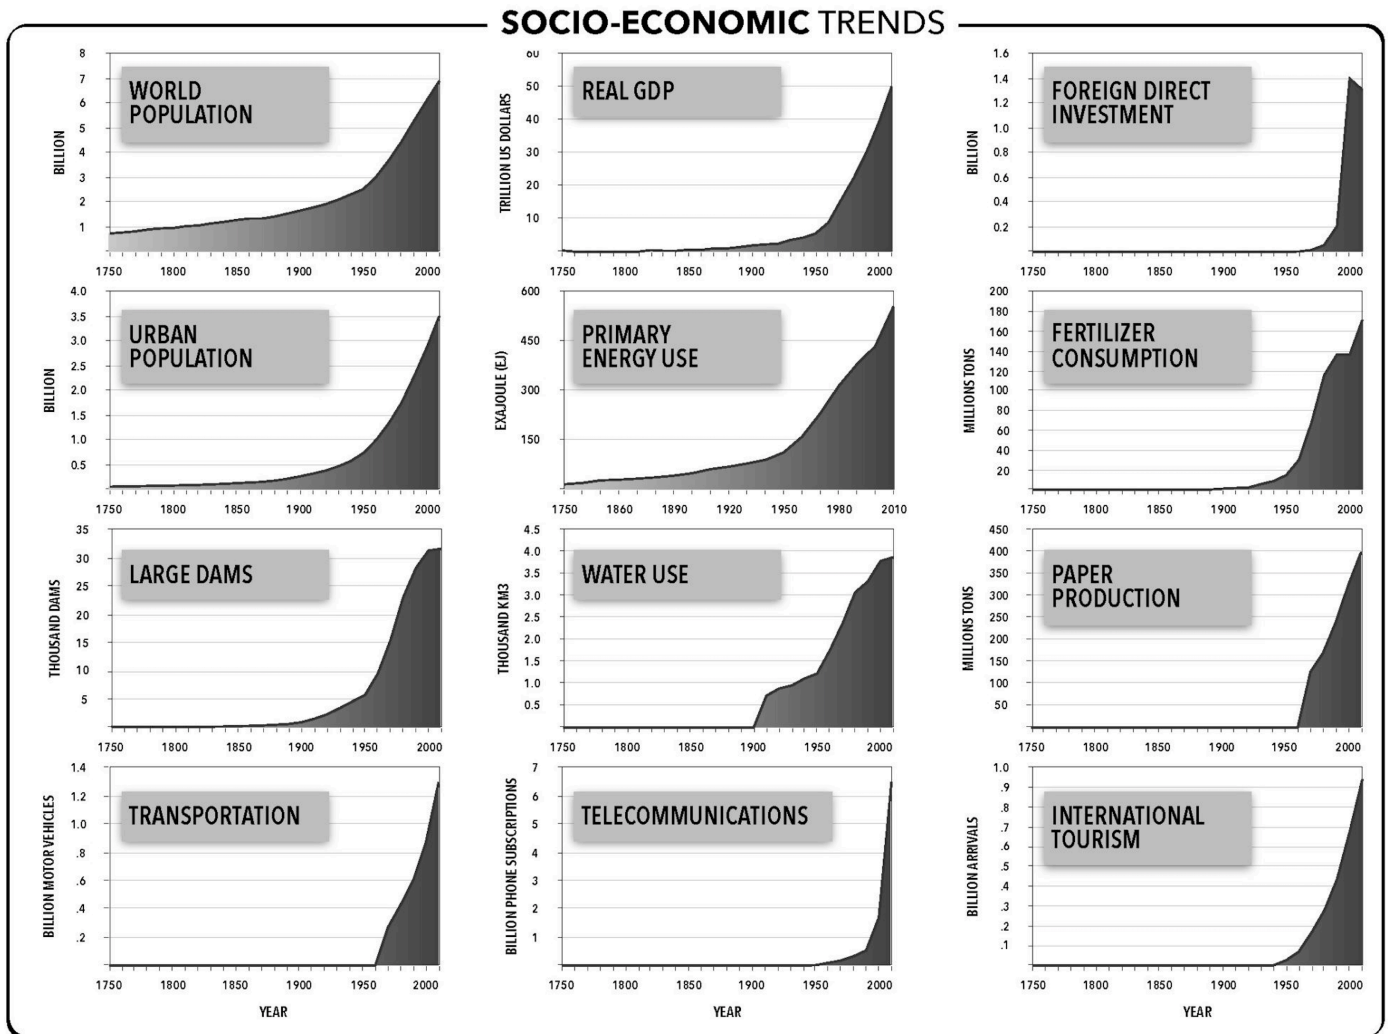 SOCIO-ECONOMIC TRENDS
WORLD
POPULATION
BILLION
8
7
6
5
4
3
2
1
1750 1800 1850 1900 1950 2000
REAL GDP
TRILLION US DOLLARS
60
50
40
30
20
10
1750 1800 1850 1900 1950 2000
FOREIGN DIRECT
INVESTMENT
BILLION
1.6
1.4
1.2
1.0
0.8
0.6
0.4
0.2
1750 1800 1850 1900 1950 2000
URBAN
POPULATION
BILLION
4.0
3.5
3.0
2.5
2.0
1.5
1.0
0.5
1750 1800 1850 1900 1950 2000
PRIMARY
ENERGY USE
EXAJOULE (EJ)
600
450
300
150
1750 1860 1890 1920 1950 1980 2010
FERTILIZER
CONSUMPTION
MILLIONS TONS
200
180
160
140
120
100
80
60
40
20
1750 1800 1850 1900 1950 2000
LARGE DAMS
THOUSAND DAMS
35
30
25
20
15
10
5
1750 1800 1850 1900 1950 2000
WATER USE
THOUSAND KM3
4.5
4.0
3.5
3.0
2.5
2.0
1.5
1.0
0.5
1750 1800 1850 1900 1950 2000
PAPER
PRODUCTION
MILLIONS TONS
450
400
350
300
250
200
150
100
50
1750 1800 1850 1900 1950 2000
TRANSPORTATION
BILLION MOTOR VEHICLES
1.4
1.2
1.0
.8
.6
.4
.2
1750 1800 1850 1900 1950 2000
YEAR
TELECOMMUNICATIONS
BILLION PHONE SUBSCRIPTIONS
7
6
5
4
3
2
1
1750 1800 1850 1900 1950 2000
YEAR
INTERNATIONAL
TOURISM
BILLION ARRIVALS
1.0
.9
.8
.7
.6
.5
.4
.3
.2
.1
1750 1800 1850 1900 1950 2000
YEAR